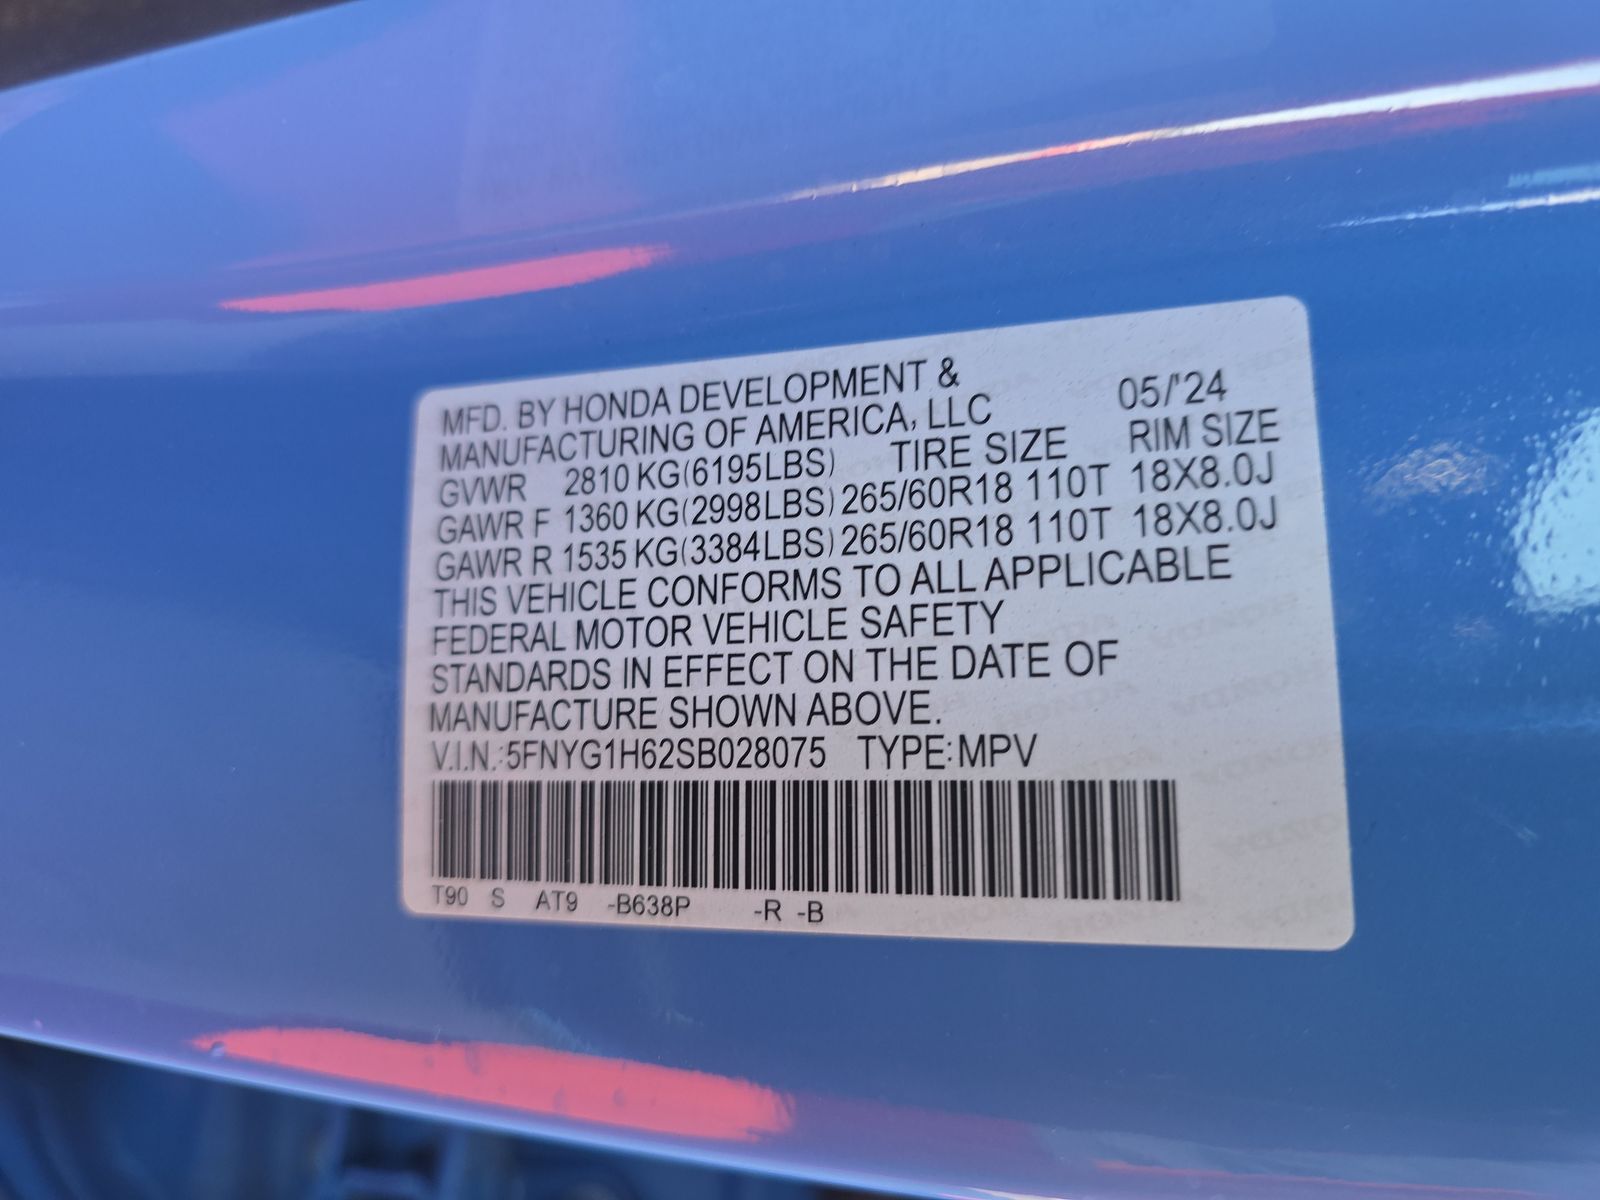 MFD. BY HONDA DEVELOPMENT & 05/'24
MANUFACTURING OF AMERICA, LLC
GVWR 2810 KG(6195LBS) TIRE SIZE RIM SIZE
GAWR F 1360 KG(2998LBS) 265/60R18 110T 18X8.0J
GAWR R 1535 KG(3384LBS) 265/60R18 110T 18X8.0J
THIS VEHICLE CONFORMS TO ALL APPLICABLE
FEDERAL MOTOR VEHICLE SAFETY
STANDARDS IN EFFECT ON THE DATE OF
MANUFACTURE SHOWN ABOVE.
V.I.N.:5FNYG1H62SB028075 TYPE:MPV
T90 S AT9 -B638P -R -B